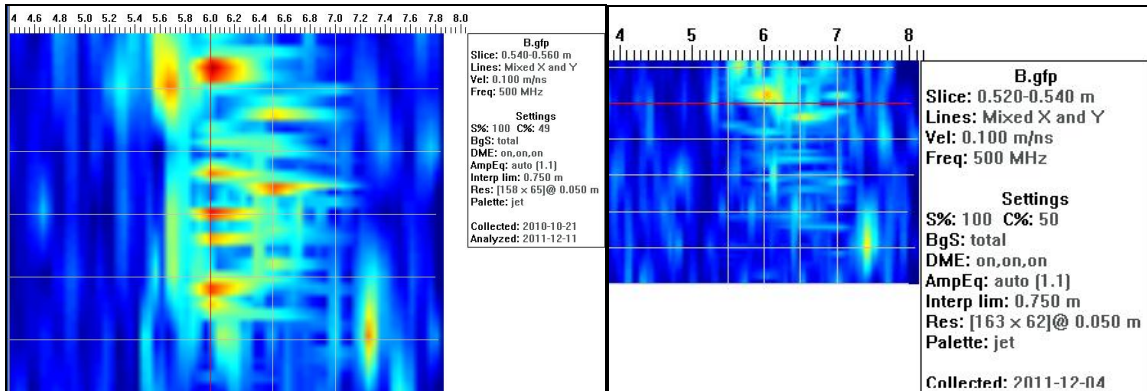 4 4.6 4.8 5.0 5.2 5.4 5.6 5.8 6.0 6.2 6.4 6.6 6.8 7.0 7.2 7.4 7.6 7.8 8.0
B.gfp
Slice: 0.540-0.560 m
Lines: Mixed X and Y
Vel: 0.100 m/ns
Freq: 500 MHz
Settings
S%: 100 C%: 49
BgS: total
DME: on,on,on
AmpEq: auto [1.1]
Interp lim: 0.750 m
Res: [158 x 65]@ 0.050 m
Palette: jet
Collected: 2010-10-21
Analyzed: 2011-12-11
4 5 6 7 8
B.gfp
Slice: 0.520-0.540 m
Lines: Mixed X and Y
Vel: 0.100 m/ns
Freq: 500 MHz
Settings
S%: 100 C%: 50
BgS: total
DME: on,on,on
AmpEq: auto [1.1]
Interp lim: 0.750 m
Res: [163 x 62]@ 0.050 m
Palette: jet
Collected: 2011-12-04